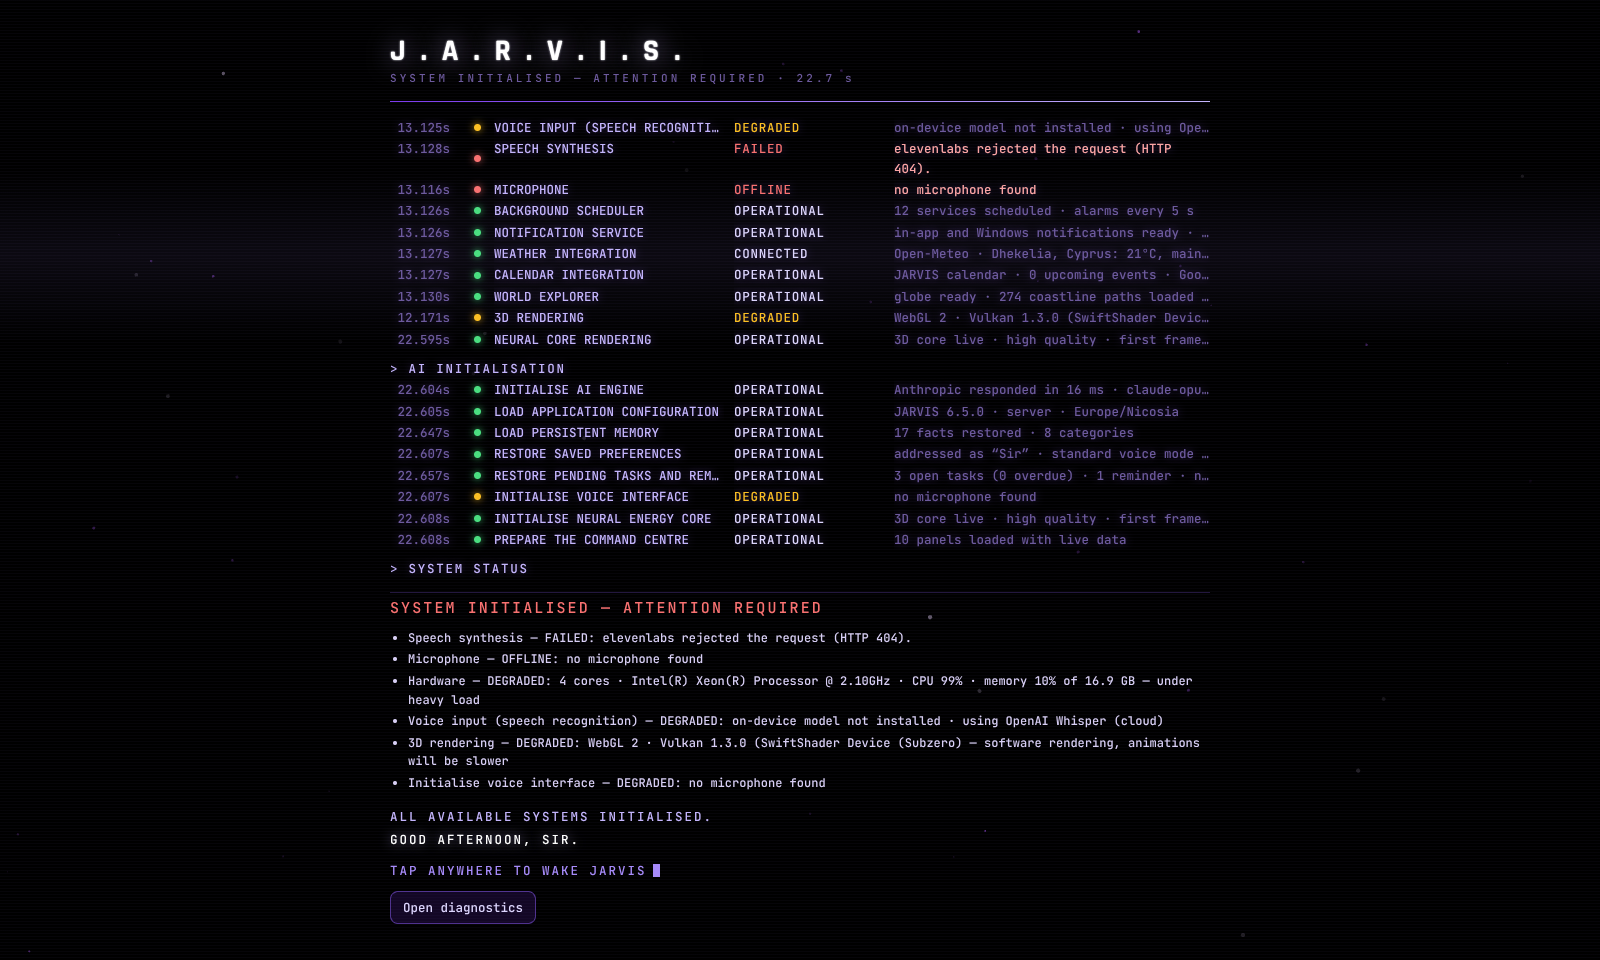 J.A.R.V.I.S.
SYSTEM INITIALISED — ATTENTION REQUIRED · 22.7 s
13.125s VOICE INPUT (SPEECH RECOGNITI… DEGRADED on-device model not installed · using Ope…
13.128s SPEECH SYNTHESIS FAILED elevenlabs rejected the request (HTTP
404).
13.116s MICROPHONE OFFLINE no microphone found
13.126s BACKGROUND SCHEDULER OPERATIONAL 12 services scheduled · alarms every 5 s
13.126s NOTIFICATION SERVICE OPERATIONAL in-app and Windows notifications ready · …
13.127s WEATHER INTEGRATION CONNECTED Open-Meteo · Dhekelia, Cyprus: 21°C, main…
13.127s CALENDAR INTEGRATION OPERATIONAL JARVIS calendar · 0 upcoming events · Goo…
13.130s WORLD EXPLORER OPERATIONAL globe ready · 274 coastline paths loaded …
12.171s 3D RENDERING DEGRADED WebGL 2 · Vulkan 1.3.0 (SwiftShader Devic…
22.595s NEURAL CORE RENDERING OPERATIONAL 3D core live · high quality · first frame…
> AI INITIALISATION
22.604s INITIALISE AI ENGINE OPERATIONAL Anthropic responded in 16 ms · claude-opu…
22.605s LOAD APPLICATION CONFIGURATION OPERATIONAL JARVIS 6.5.0 · server · Europe/Nicosia
22.647s LOAD PERSISTENT MEMORY OPERATIONAL 17 facts restored · 8 categories
22.607s RESTORE SAVED PREFERENCES OPERATIONAL addressed as “Sir” · standard voice mode …
22.657s RESTORE PENDING TASKS AND REM… OPERATIONAL 3 open tasks (0 overdue) · 1 reminder · n…
22.607s INITIALISE VOICE INTERFACE DEGRADED no microphone found
22.608s INITIALISE NEURAL ENERGY CORE OPERATIONAL 3D core live · high quality · first frame…
22.608s PREPARE THE COMMAND CENTRE OPERATIONAL 10 panels loaded with live data
> SYSTEM STATUS
SYSTEM INITIALISED — ATTENTION REQUIRED
• Speech synthesis — FAILED: elevenlabs rejected the request (HTTP 404).
• Microphone — OFFLINE: no microphone found
• Hardware — DEGRADED: 4 cores · Intel(R) Xeon(R) Processor @ 2.10GHz · CPU 99% · memory 10% of 16.9 GB — under
heavy load
• Voice input (speech recognition) — DEGRADED: on-device model not installed · using OpenAI Whisper (cloud)
• 3D rendering — DEGRADED: WebGL 2 · Vulkan 1.3.0 (SwiftShader Device (Subzero) — software rendering, animations
will be slower
• Initialise voice interface — DEGRADED: no microphone found
ALL AVAILABLE SYSTEMS INITIALISED.
GOOD AFTERNOON, SIR.
TAP ANYWHERE TO WAKE JARVIS
Open diagnostics